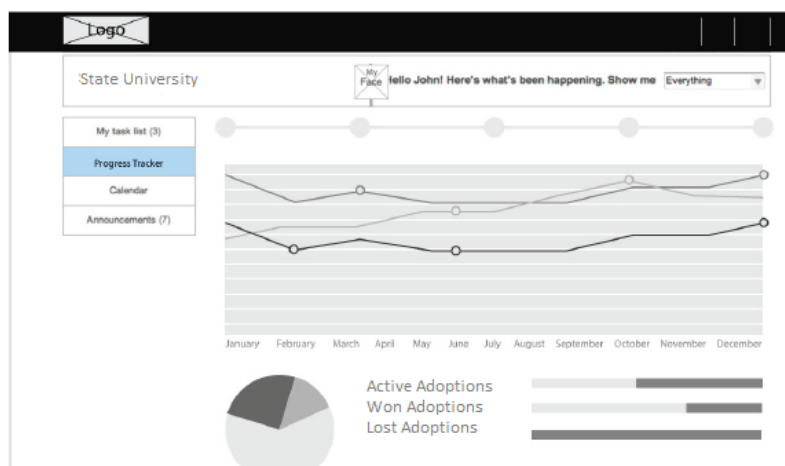 Logo
State University
My Face
Hello John! Here's what's been happening. Show me Everything
My task list (3)
Progress Tracker
Calendar
Announcements (7)
January February March April May June July August September October November December
Active Adoptions
Won Adoptions
Lost Adoptions